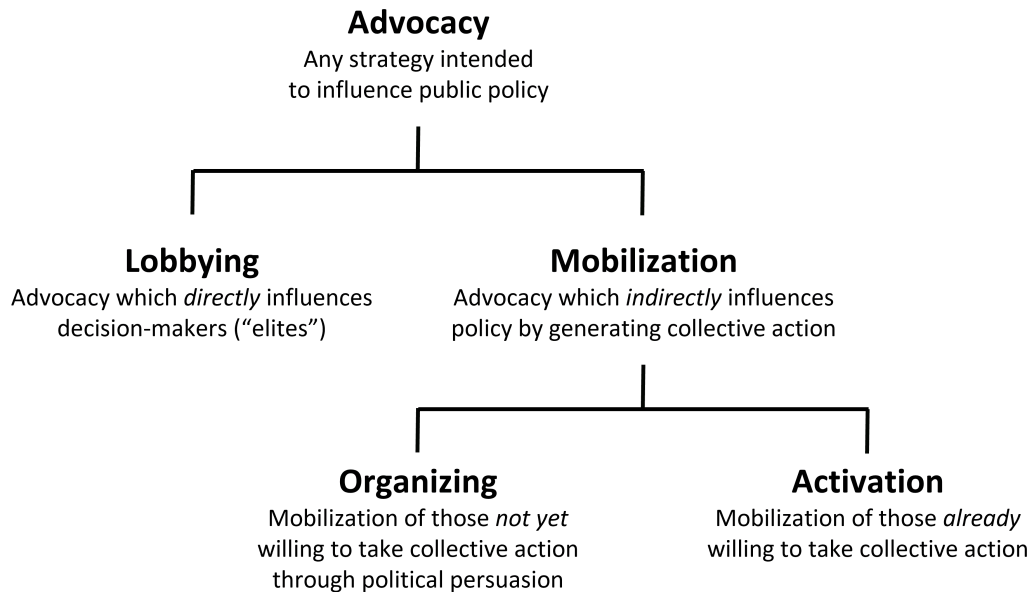 Advocacy
Any strategy intended
to influence public policy
Lobbying
Advocacy which directly influences
decision-makers (“elites”)
Mobilization
Advocacy which indirectly influences
policy by generating collective action
Organizing
Mobilization of those not yet
willing to take collective action
through political persuasion
Activation
Mobilization of those already
willing to take collective action